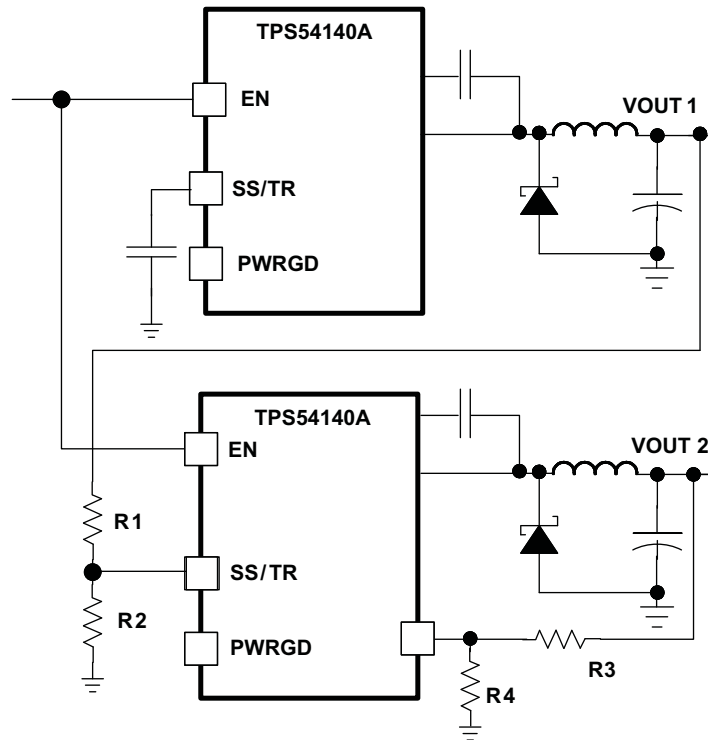 TPS54140A
EN
VOUT 1
SS/TR
PWRGD
TPS54140A
EN
VOUT 2
R1
SS/TR
R2
PWRGD
R3
R4